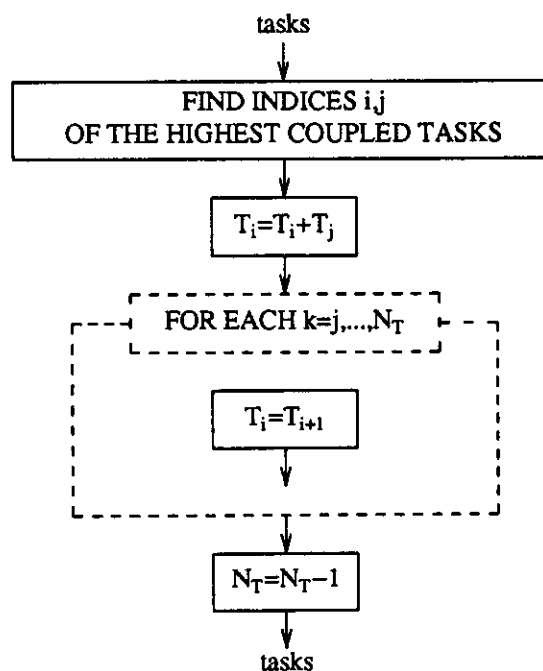 tasks
FIND INDICES i,j
OF THE HIGHEST COUPLED TASKS
T_i=T_i+T_j
FOR EACH k=j,...,N_T
T_i=T_{i+1}
N_T=N_T−1
tasks